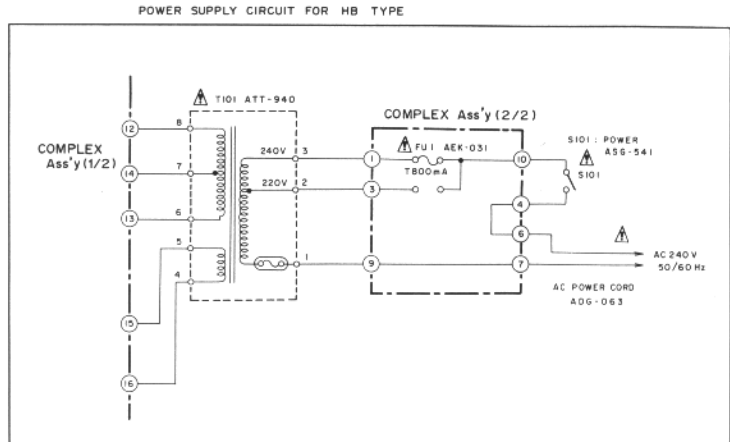 POWER SUPPLY CIRCUIT FOR HB TYPE
T101 ATT-940
COMPLEX Ass'y (2/2)
COMPLEX
Ass'y (1/2)
12
14
13
15
16
8
7
6
5
4
240V
3
220V
2
1
1
3
9
FU1 AEK-031
T800mA
10
4
6
7
S101 : POWER
ASG-541
S101
AC 240V
50/60 Hz
AC POWER CORD
ADG-063